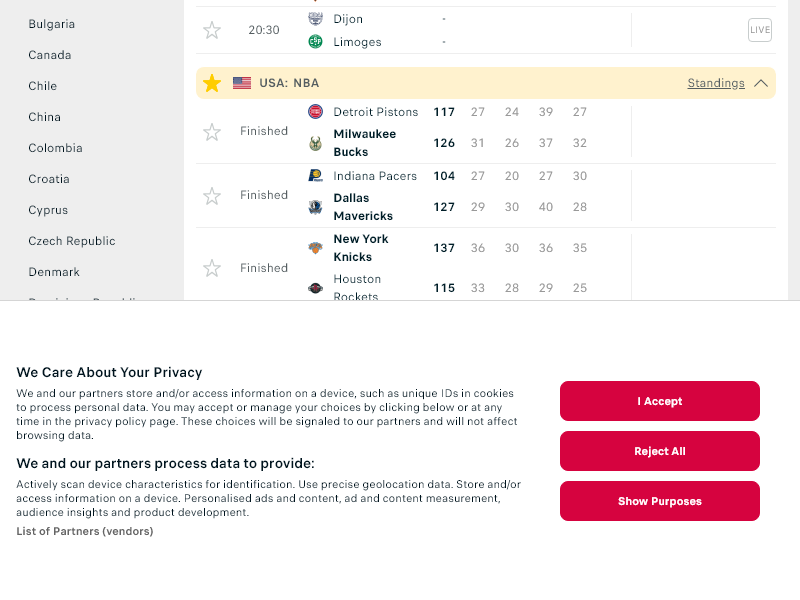 Bulgaria
Canada
Chile
China
Colombia
Croatia
Cyprus
Czech Republic
Denmark
20:30
Dijon -
Limoges -
LIVE
USA: NBA
Standings
Finished
Detroit Pistons 117 27 24 39 27
Milwaukee
Bucks 126 31 26 37 32
Finished
Indiana Pacers 104 27 20 27 30
Dallas
Mavericks 127 29 30 40 28
Finished
New York
Knicks 137 36 30 36 35
Houston
Rockets 115 33 28 29 25
We Care About Your Privacy
We and our partners store and/or access information on a device, such as unique IDs in cookies
to process personal data. You may accept or manage your choices by clicking below or at any
time in the privacy policy page. These choices will be signaled to our partners and will not affect
browsing data.
We and our partners process data to provide:
Actively scan device characteristics for identification. Use precise geolocation data. Store and/or
access information on a device. Personalised ads and content, ad and content measurement,
audience insights and product development.
List of Partners (vendors)
I Accept
Reject All
Show Purposes